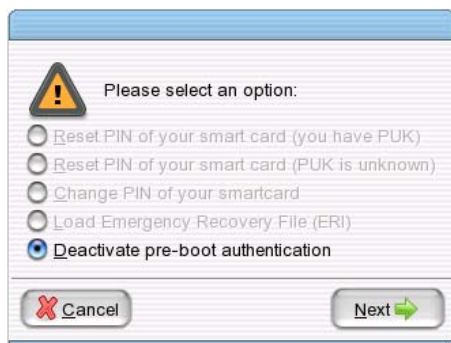 Please select an option:
Reset PIN of your smart card (you have PUK)
Reset PIN of your smart card (PUK is unknown)
Change PIN of your smartcard
Load Emergency Recovery File (ERI)
Deactivate pre-boot authentication
Cancel
Next